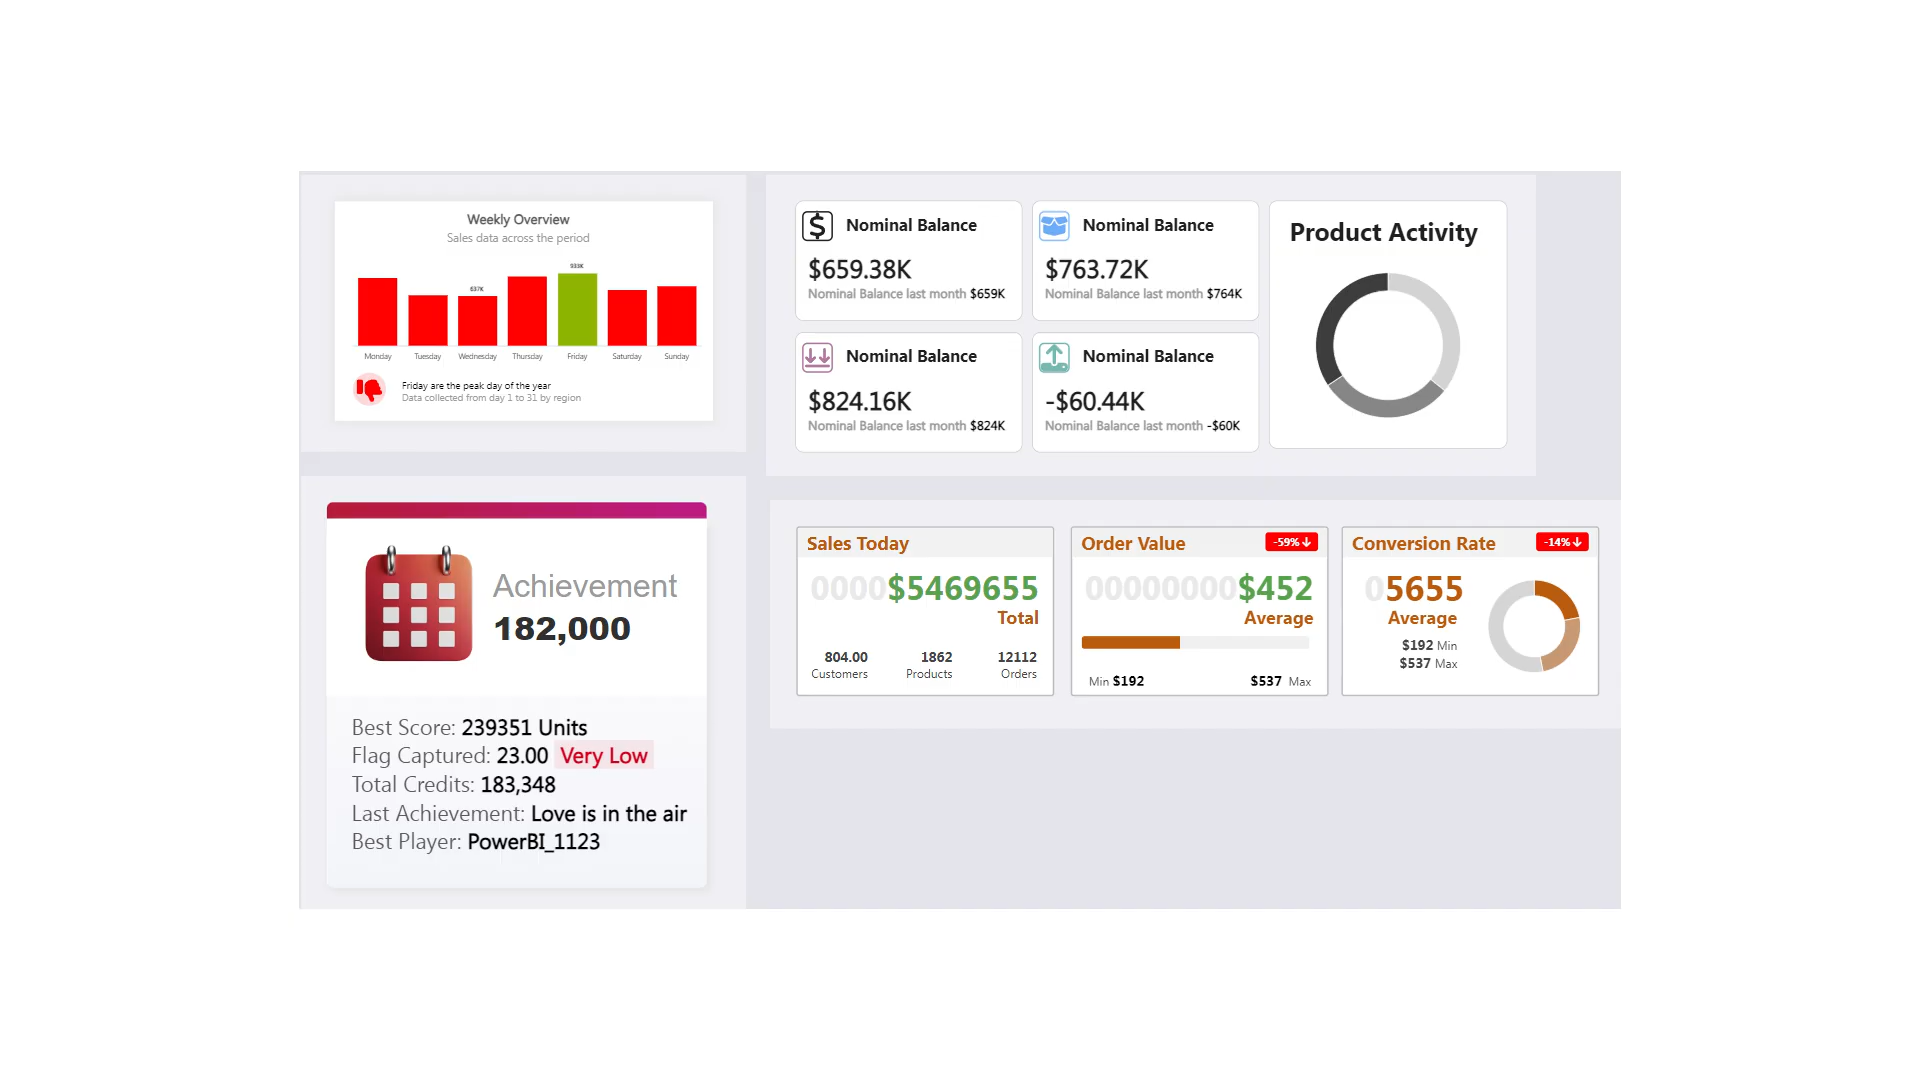 Weekly Overview
Sales data across the period
933K
637K
Monday Tuesday Wednesday Thursday Friday Saturday Sunday
Friday are the peak day of the year
Data collected from day 1 to 31 by region
Nominal Balance
$659.38K
Nominal Balance last month $659K
Nominal Balance
$763.72K
Nominal Balance last month $764K
Nominal Balance
$824.16K
Nominal Balance last month $824K
Nominal Balance
-$60.44K
Nominal Balance last month -$60K
Product Activity
Achievement
182,000
Best Score: 239351 Units
Flag Captured: 23.00 Very Low
Total Credits: 183,348
Last Achievement: Love is in the air
Best Player: PowerBI_1123
Sales Today
0000$5469655
Total
804.00 1862 12112
Customers Products Orders
Order Value -59%↓
00000000$452
Average
Min $192 $537 Max
Conversion Rate -14%↓
05655
Average
$192 Min
$537 Max